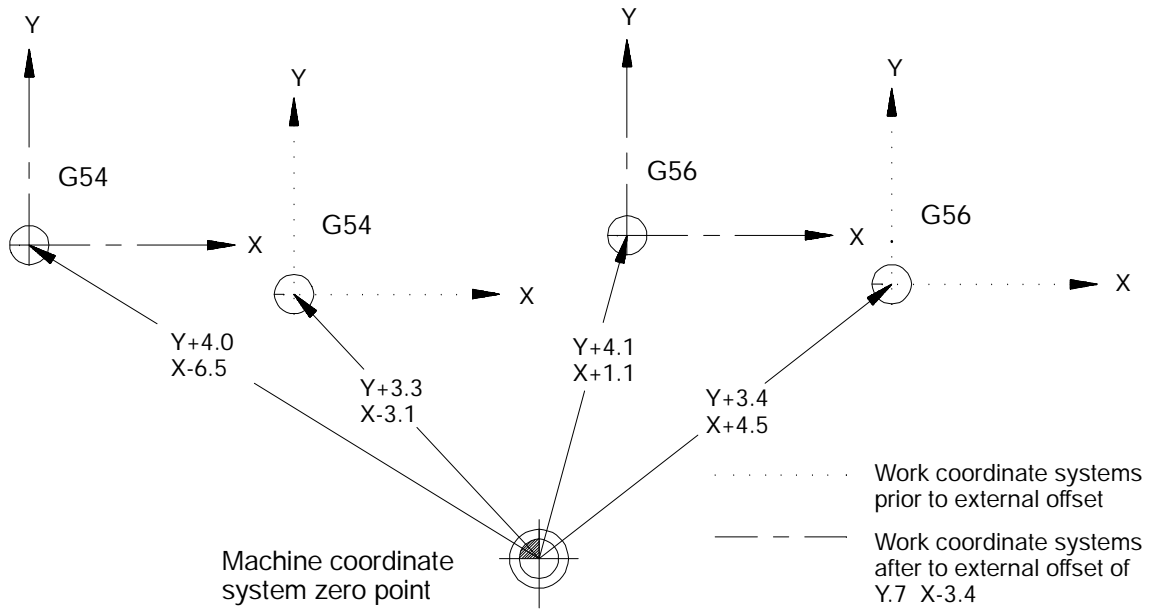 Y
Y
Y
Y
G54
G56
G54
G56
X
X
X
X
Y+4.0
X-6.5
Y+3.3
X-3.1
Y+4.1
X+1.1
Y+3.4
X+4.5
Machine coordinate
system zero point
Work coordinate systems
prior to external offset
Work coordinate systems
after to external offset of
Y.7 X-3.4